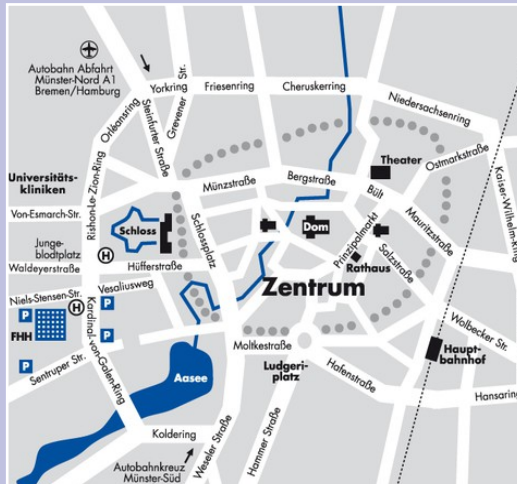 Autobahn Abfahrt
Münster-Nord A1
Bremen/Hamburg
Yorkring
Grevener Str.
Friesenring
Cheruskerring
Niedersachsenring
Orléansring
Steinfurter Straße
Theater
Ostmarkstraße
Kaiser-Wilhelm-Ring
Universitäts-
kliniken
Rishon-Le-Zion-Ring
Münzstraße
Bergstraße
Bült
Von-Esmarch-Str.
Schloss
Schlossplatz
Dom
Prinzipalmarkt
Mauritzstraße
Junge-
blodtplatz
H
Waldeyerstraße
Hüfferstraße
Rathaus
Salzstraße
Niels-Stensen-Str.
Vesaliusweg
Zentrum
H
P
P
FHH
Kardinal-von-Galen-Ring
P
P
Sentruper Str.
Moltkestraße
Wolbecker Str.
Haupt-
bahnhof
Aasee
Ludgeri-
platz
Hafenstraße
Hansaring
Koldering
Weseler Straße
Hammer Straße
Autobahnkreuz
Münster-Süd